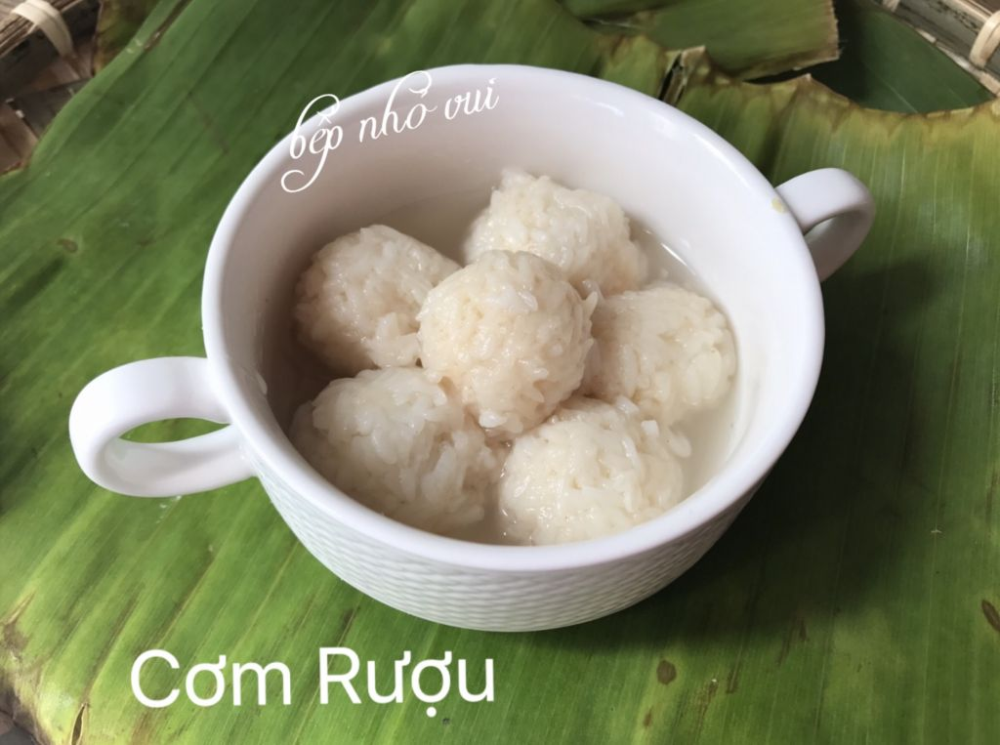 bếp nhỏ vui
Cơm Rượu